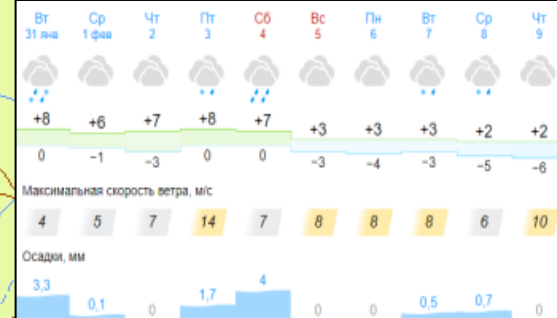 Вт Ср Чт Пт Сб Вс Пн Вт Ср Чт
31 янв 1 фев 2 3 4 5 6 7 8 9
+8 +6 +7 +8 +7 +3 +3 +3 +2 +2
0 −1 −3 0 0 −3 −4 −3 −5 −6
Максимальная скорость ветра, м/с
4 5 7 14 7 8 8 8 6 10
Осадки, мм
3,3 0,1 0 1,7 4 0 0 0,5 0,7 0